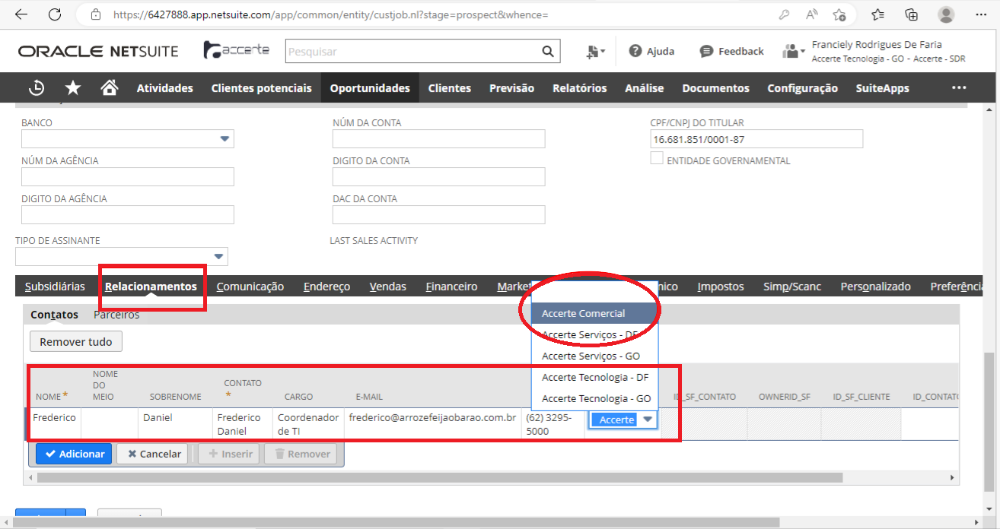 https://6427888.app.netsuite.com/app/common/entity/custjob.nl?stage=prospect&whence=
ORACLE NETSUITE
accerte
Pesquisar
Ajuda
Feedback
Franciely Rodrigues De Faria
Accerte Tecnologia - GO - Accerte - SDR
Atividades Clientes potenciais Oportunidades Clientes Previsão Relatórios Análise Documentos Configuração SuiteApps
BANCO
NÚM DA CONTA
CPF/CNPJ DO TITULAR
16.681.851/0001-87
NÚM DA AGÊNCIA
DIGITO DA CONTA
ENTIDADE GOVERNAMENTAL
DIGITO DA AGÊNCIA
DAC DA CONTA
TIPO DE ASSINANTE
LAST SALES ACTIVITY
Subsidiárias Relacionamentos Comunicação Endereço Vendas Financeiro Market nico Impostos Simp/Scanc Personalizado Preferênci
Contatos Parceiros
Remover tudo
Accerte Comercial
Accerte Serviços - DF
Accerte Serviços - GO
Accerte Tecnologia - DF
Accerte Tecnologia - GO
NOME* NOME DO MEIO SOBRENOME CONTATO * CARGO E-MAIL ID_SF_CONTATO OWNERID_SF ID_SF_CLIENTE ID_CONTATO
Frederico Daniel Frederico Daniel Coordenador de TI frederico@arrozefeijaobarao.com.br (62) 3295-5000 Accerte
Adicionar Cancelar Inserir Remover